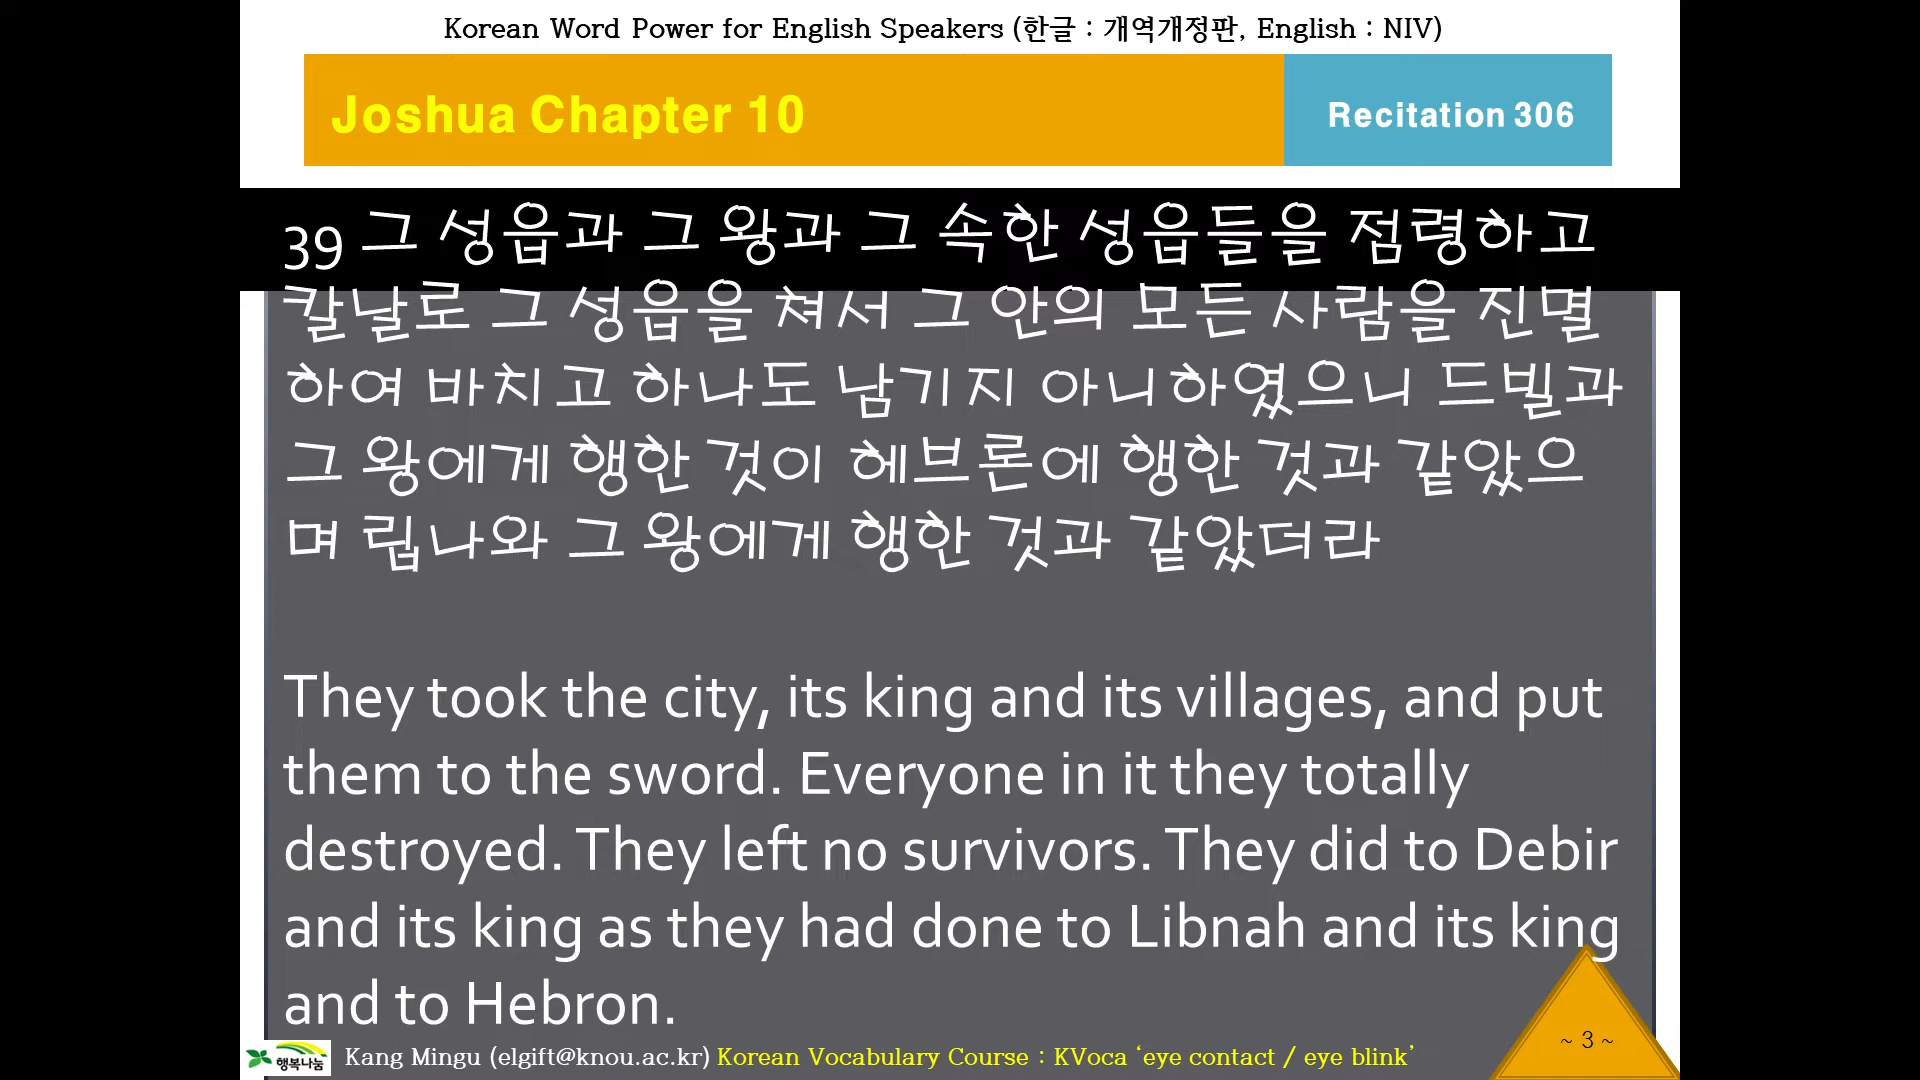 Korean Word Power for English Speakers (한글 : 개역개정판, English : NIV)
Joshua Chapter 10
Recitation 306
39 그 성읍과 그 왕과 그 속한 성읍들을 점령하고
칼날로 그 성읍을 쳐서 그 안의 모든 사람을 진멸
하여 바치고 하나도 남기지 아니하였으니 드빌과
그 왕에게 행한 것이 헤브론에 행한 것과 같았으
며 립나와 그 왕에게 행한 것과 같았더라
They took the city, its king and its villages, and put
them to the sword. Everyone in it they totally
destroyed. They left no survivors. They did to Debir
and its king as they had done to Libnah and its king
and to Hebron.
~ 3 ~
행복나눔
Kang Mingu (elgift@knou.ac.kr) Korean Vocabulary Course : KVoca ‘eye contact / eye blink’